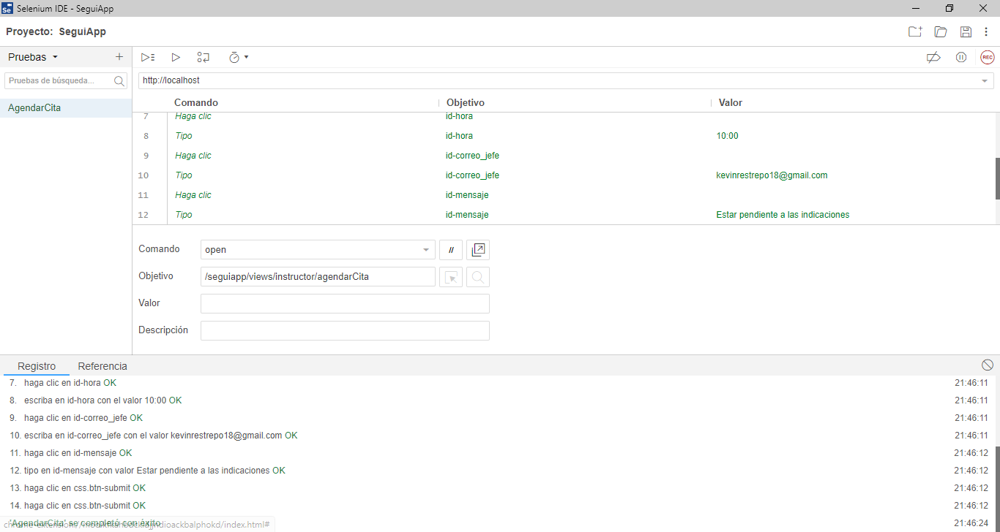 Selenium IDE - SeguiApp
Proyecto: SeguiApp
Pruebas
Pruebas de búsqueda...
AgendarCita
http://localhost
Comando Objetivo Valor
7 Haga clic id-hora
8 Tipo id-hora 10:00
9 Haga clic id-correo_jefe
10 Tipo id-correo_jefe kevinrestrepo18@gmail.com
11 Haga clic id-mensaje
12 Tipo id-mensaje Estar pendiente a las indicaciones
Comando open //
Objetivo /seguiapp/views/instructor/agendarCita
Valor
Descripción
REC
Registro Referencia
7. haga clic en id-hora OK 21:46:11
8. escriba en id-hora con el valor 10:00 OK 21:46:11
9. haga clic en id-correo_jefe OK 21:46:11
10. escriba en id-correo_jefe con el valor kevinrestrepo18@gmail.com OK 21:46:11
11. haga clic en id-mensaje OK 21:46:12
12. tipo en id-mensaje con valor Estar pendiente a las indicaciones OK 21:46:12
13. haga clic en css.btn-submit OK 21:46:12
14. haga clic en css.btn-submit OK 21:46:12
'AgendarCita' se completó con éxito 21:46:24